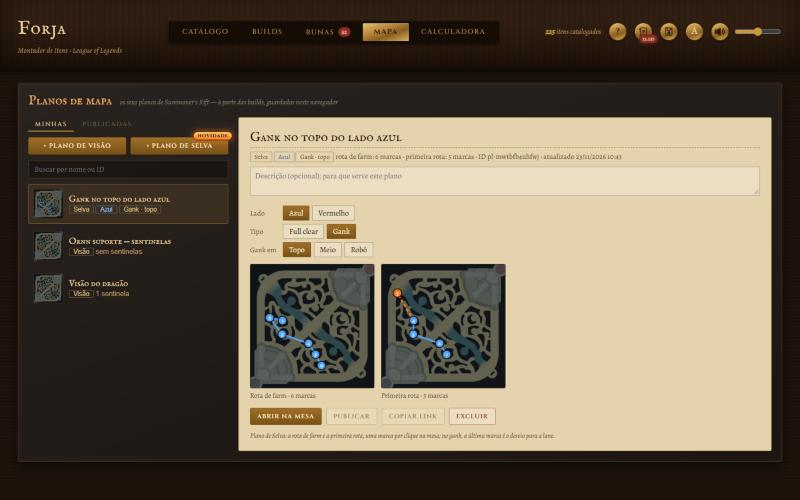 Forja
Montador de Itens · League of Legends
CATÁLOGO
BUILDS
RUNAS 62
MAPA
CALCULADORA
225 itens catalogados
?
A
Planos de mapa
os seus planos de Summoner's Rift — à parte das builds, guardados neste navegador
MINHAS
PUBLICADAS
NOVIDADE
+ PLANO DE VISÃO
+ PLANO DE SELVA
Buscar por nome ou ID
Gank no topo do lado azul
Selva Azul Gank · topo
Ornn suporte — sentinelas
Visão sem sentinelas
Visão do dragão
Visão 1 sentinela
Gank no topo do lado azul
Selva Azul Gank · topo rota de farm: 6 marcas · primeira rota: 5 marcas · atualizado 23/11/2026 10:43
Descrição (opcional): para que serve este plano
Lado
Azul
Vermelho
Tipo
Full clear
Gank
Gank em
Topo
Meio
Robô
Rota de farm · 6 marcas
Primeira rota · 5 marcas
ABRIR NA MESA
PUBLICAR
COPIAR LINK
EXCLUIR
Plano de Selva: a rota de farm e a primeira rota, uma marca por clique na mesa; no gank, a última marca é o desvio para a lane.